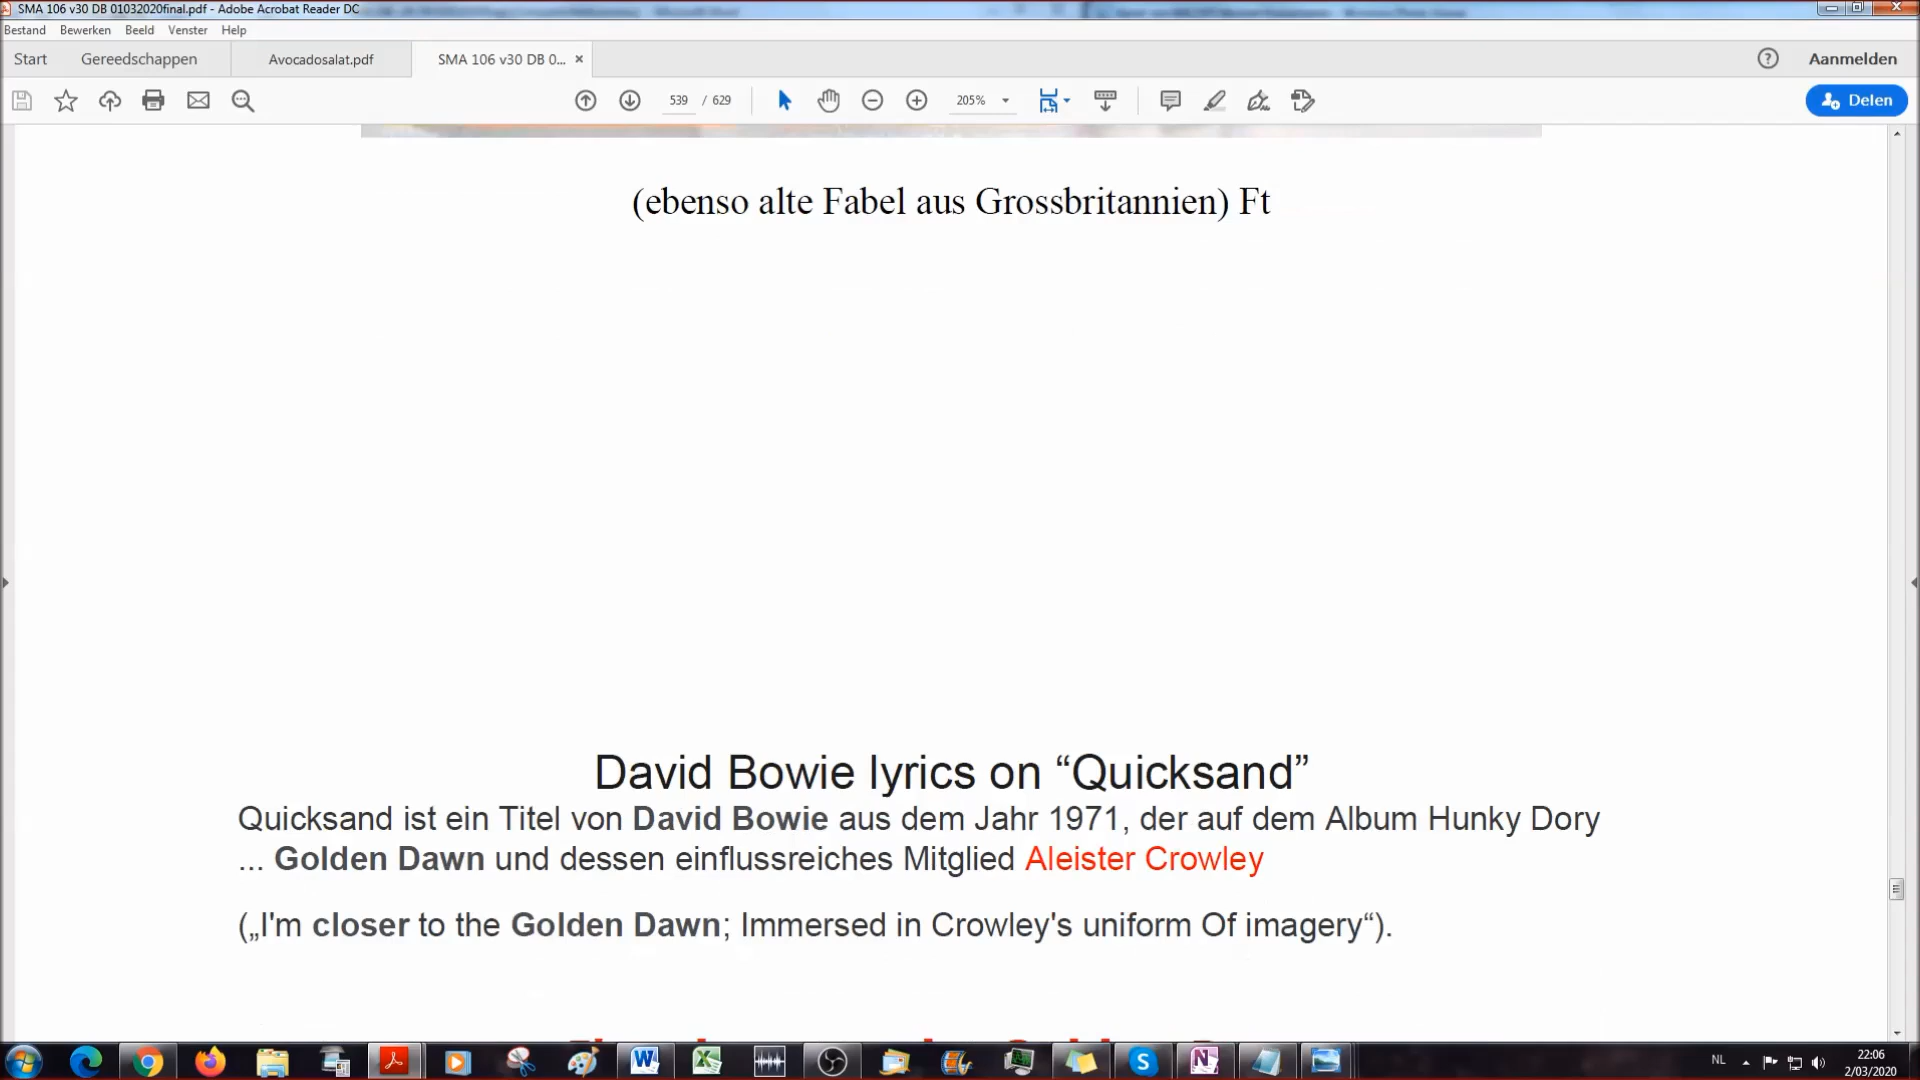 SMA 106 v30 DB 01032020final.pdf - Adobe Acrobat Reader DC
Bestand Bewerken Beeld Venster Help
Start Gereedschappen Avocadosalat.pdf SMA 106 v30 DB 0... × Aanmelden
539 / 629 205% Delen
(ebenso alte Fabel aus Grossbritannien) Ft
David Bowie lyrics on “Quicksand”
Quicksand ist ein Titel von David Bowie aus dem Jahr 1971, der auf dem Album Hunky Dory
... Golden Dawn und dessen einflussreiches Mitglied Aleister Crowley
(„I'm closer to the Golden Dawn; Immersed in Crowley's uniform Of imagery“).
NL 22:06
2/03/2020